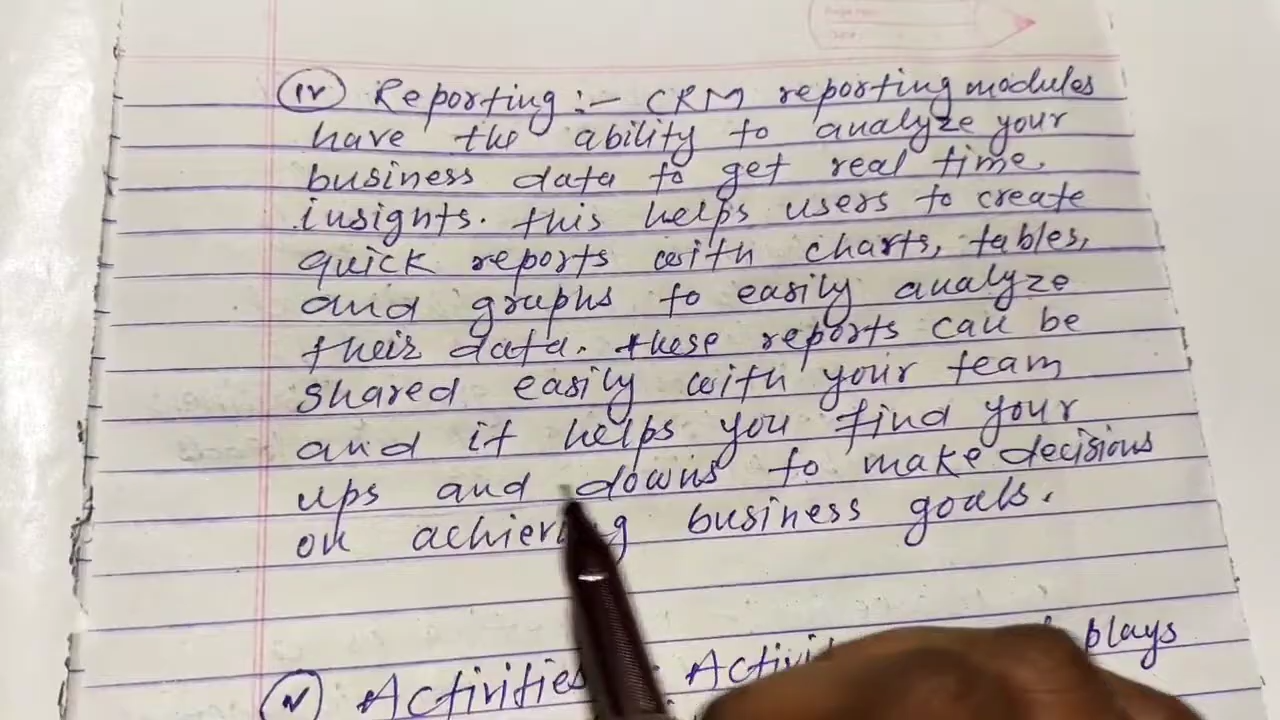 (iv) Reporting :- CRM reporting modules
have the ability to analyze your
business data to get real time
insights. this helps users to create
quick reports with charts, tables,
and graphs to easily analyze
their data. these reports can be
shared easily with your team
and it helps you find your
ups and downs to make decisions
on achieving business goals.
(v) Activities : Activi plays